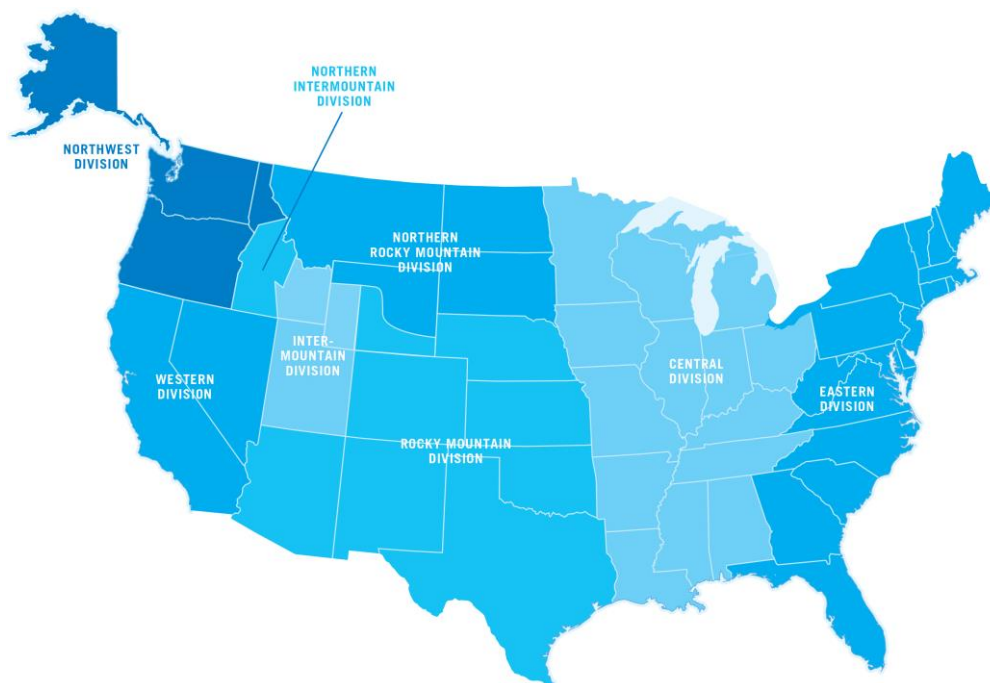 NORTHERN
INTERMOUNTAIN
DIVISION
NORTHWEST
DIVISION
NORTHERN
ROCKY MOUNTAIN
DIVISION
INTER-
MOUNTAIN
DIVISION
WESTERN
DIVISION
CENTRAL
DIVISION
EASTERN
DIVISION
ROCKY MOUNTAIN
DIVISION